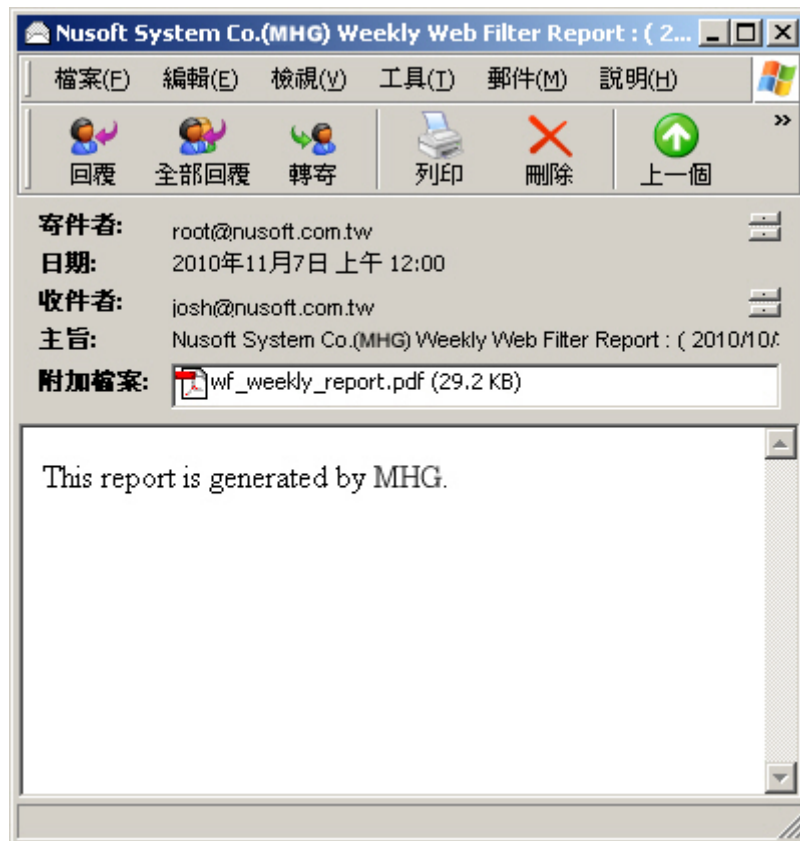 Nusoft System Co.(MHG) Weekly Web Filter Report : ( 2...
檔案(F) 編輯(E) 檢視(V) 工具(T) 郵件(M) 說明(H)
回覆 全部回覆 轉寄 列印 刪除 上一個 »
寄件者: root@nusoft.com.tw
日期: 2010年11月7日 上午 12:00
收件者: josh@nusoft.com.tw
主旨: Nusoft System Co.(MHG) Weekly Web Filter Report : ( 2010/10/
附加檔案: wf_weekly_report.pdf (29.2 KB)
This report is generated by MHG.